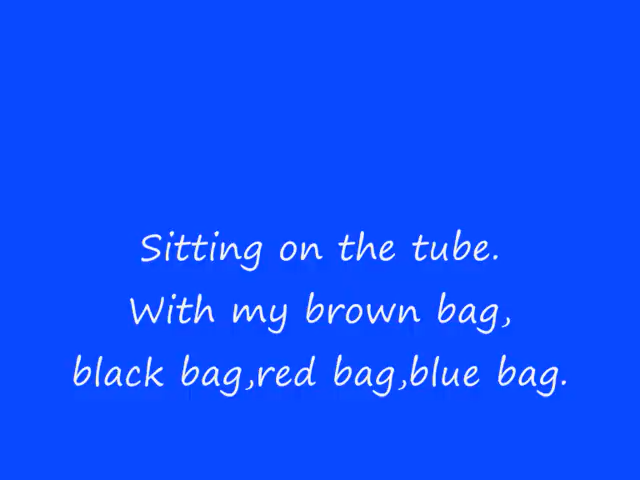 Sitting on the tube.
With my brown bag,
black bag,red bag,blue bag.